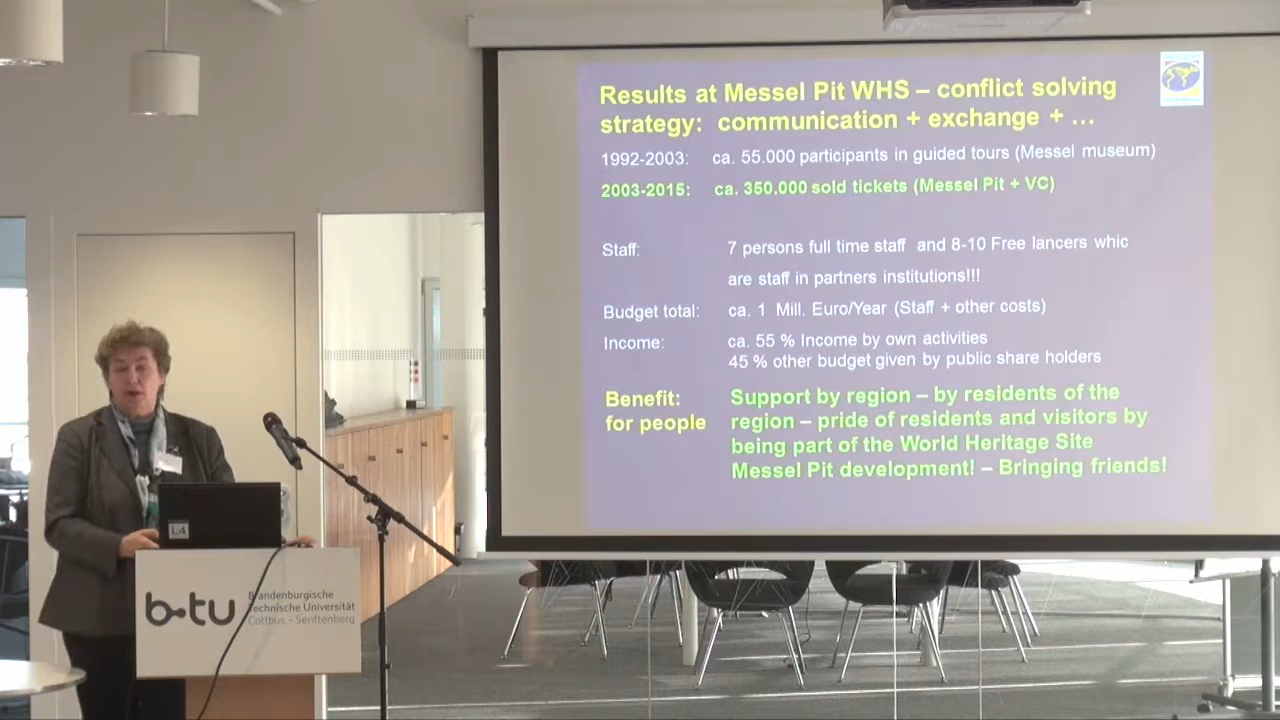 Results at Messel Pit WHS – conflict solving
strategy: communication + exchange + ...
1992-2003: ca. 55.000 participants in guided tours (Messel museum)
2003-2015: ca. 350.000 sold tickets (Messel Pit + VC)
Staff: 7 persons full time staff and 8-10 Free lancers whic
are staff in partners institutions!!!
Budget total: ca. 1 Mill. Euro/Year (Staff + other costs)
Income: ca. 55 % Income by own activities
45 % other budget given by public share holders
Benefit: Support by region – by residents of the
for people region – pride of residents and visitors by
being part of the World Heritage Site
Messel Pit development! – Bringing friends!
L4
b-tu
Brandenburgische
Technische Universität
Cottbus - Senftenberg